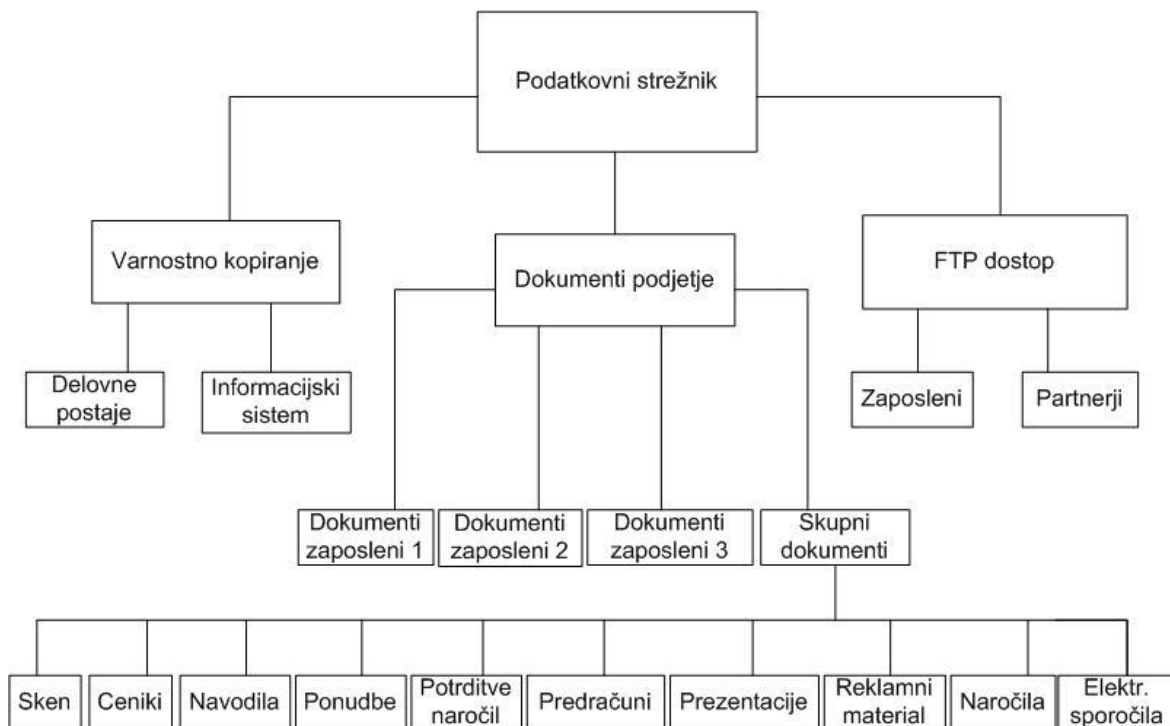 Podatkovni strežnik
Varnostno kopiranje
Dokumenti podjetje
FTP dostop
Delovne
postaje
Informacijski
sistem
Zaposleni
Partnerji
Dokumenti
zaposleni 1
Dokumenti
zaposleni 2
Dokumenti
zaposleni 3
Skupni
dokumenti
Sken
Ceniki
Navodila
Ponudbe
Potrditve
naročil
Predračuni
Prezentacije
Reklamni
material
Naročila
Elektr.
sporočila